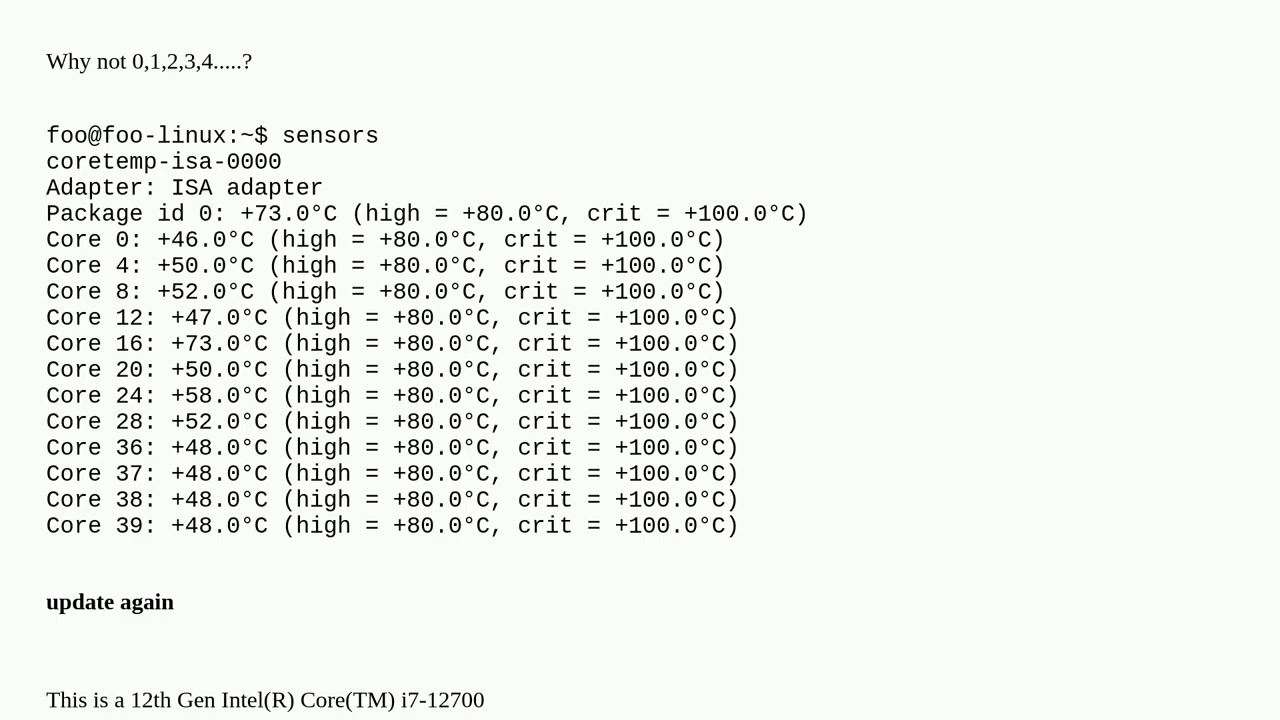 Why not 0,1,2,3,4.....?
foo@foo-linux:~$ sensors
coretemp-isa-0000
Adapter: ISA adapter
Package id 0: +73.0°C (high = +80.0°C, crit = +100.0°C)
Core 0: +46.0°C (high = +80.0°C, crit = +100.0°C)
Core 4: +50.0°C (high = +80.0°C, crit = +100.0°C)
Core 8: +52.0°C (high = +80.0°C, crit = +100.0°C)
Core 12: +47.0°C (high = +80.0°C, crit = +100.0°C)
Core 16: +73.0°C (high = +80.0°C, crit = +100.0°C)
Core 20: +50.0°C (high = +80.0°C, crit = +100.0°C)
Core 24: +58.0°C (high = +80.0°C, crit = +100.0°C)
Core 28: +52.0°C (high = +80.0°C, crit = +100.0°C)
Core 36: +48.0°C (high = +80.0°C, crit = +100.0°C)
Core 37: +48.0°C (high = +80.0°C, crit = +100.0°C)
Core 38: +48.0°C (high = +80.0°C, crit = +100.0°C)
Core 39: +48.0°C (high = +80.0°C, crit = +100.0°C)
update again
This is a 12th Gen Intel(R) Core(TM) i7-12700